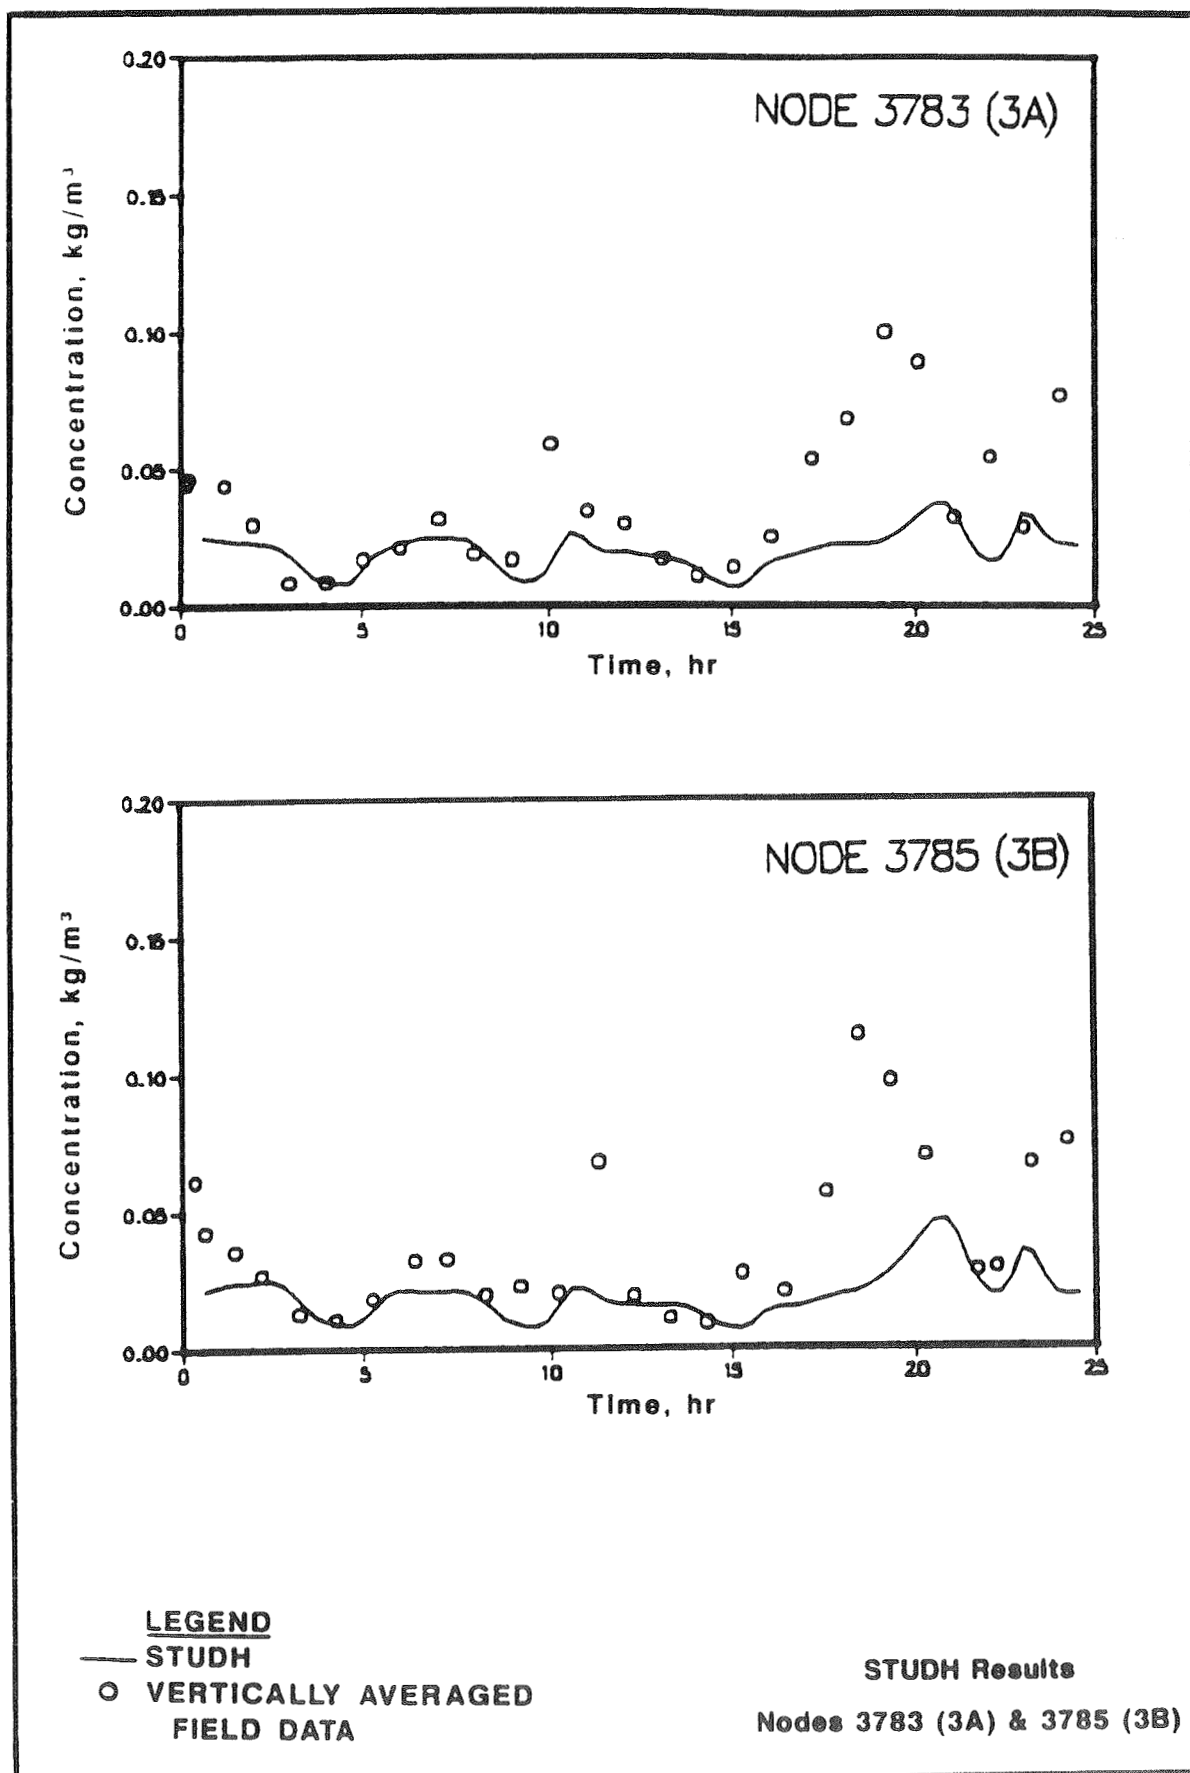 NODE 3783 (3A)
Concentration, kg/m³
0.20
0.15
0.10
0.05
0.00
0 5 10 15 20 25
Time, hr
NODE 3785 (3B)
Concentration, kg/m³
0.20
0.15
0.10
0.05
0.00
0 5 10 15 20 25
Time, hr
LEGEND
STUDH
VERTICALLY AVERAGED
FIELD DATA
STUDH Results
Nodes 3783 (3A) & 3785 (3B)